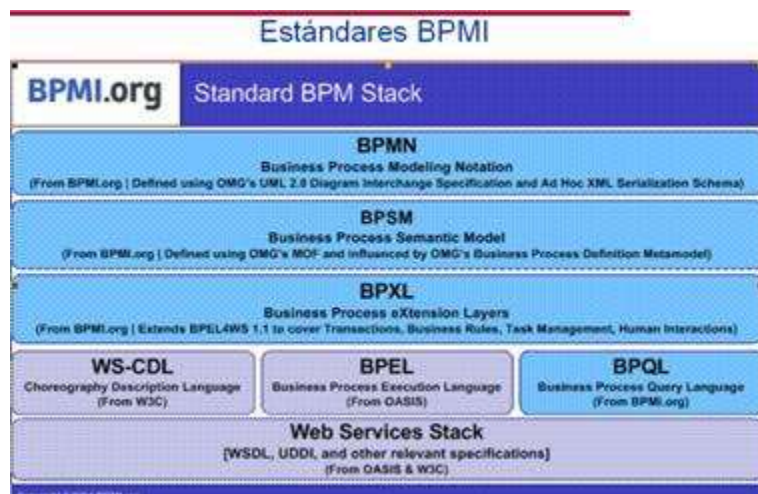 Estándares BPMI
BPMI.org Standard BPM Stack
BPMN
Business Process Modeling Notation
(From BPMI.org | Defined using OMG's UML 2.0 Diagram Interchange Specification and Ad Hoc XML Serialization Schema)
BPSM
Business Process Semantic Model
(From BPMI.org | Defined using OMG's MOF and influenced by OMG's Business Process Definition Metamodel)
BPXL
Business Process eXtension Layers
(From BPMI.org | Extends BPEL4WS 1.1 to cover Transactions, Business Rules, Task Management, Human Interactions)
WS-CDL
Choreography Description Language
(From W3C)
BPEL
Business Process Execution Language
(From OASIS)
BPQL
Business Process Query Language
(From BPMI.org)
Web Services Stack
[WSDL, UDDI, and other relevant specifications]
(From OASIS & W3C)